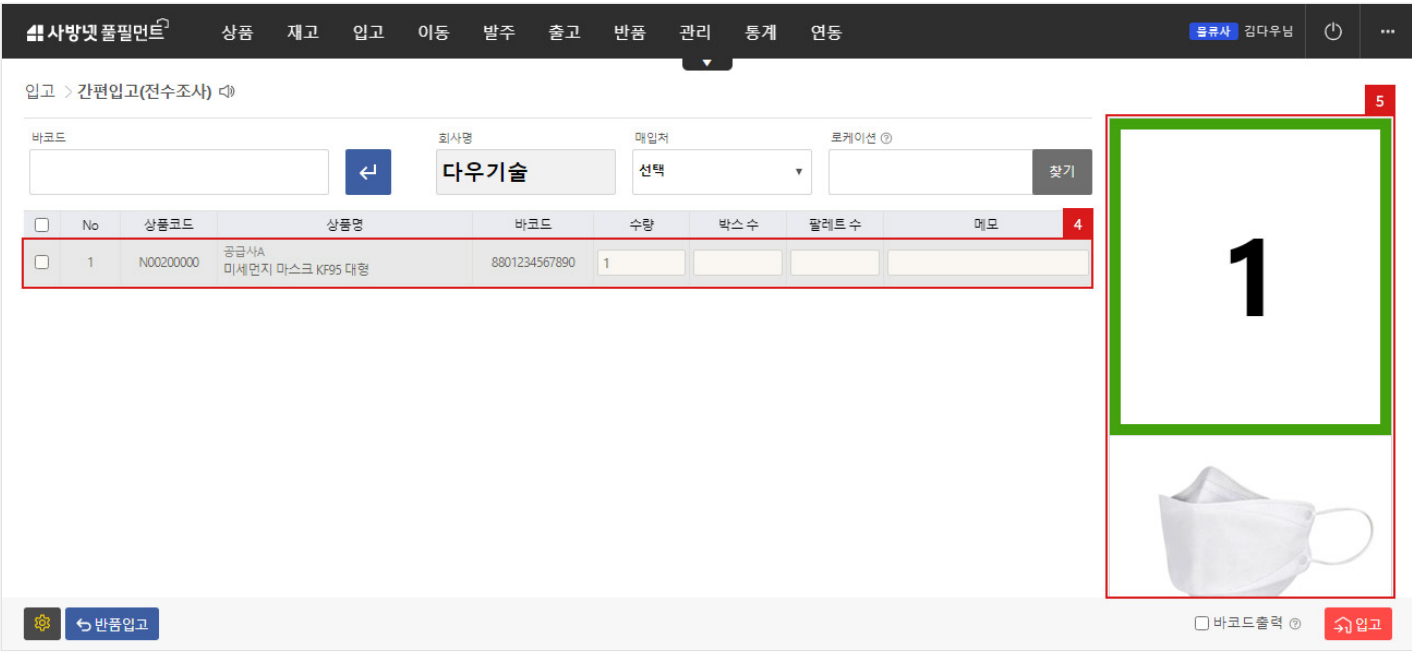 사방넷풀필먼트 상품 재고 입고 이동 발주 출고 반품 관리 통계 연동 물류사 김다우님 ...
▼
입고 > 간편입고(전수조사)
5
바코드 회사명 매입처 로케이션 ?
다우기술 선택 ▼ 찾기
No 상품코드 상품명 바코드 수량 박스 수 팔레트 수 메모 4
공급사A
1 N00200000 미세먼지 마스크 KF95 대형 8801234567890 1
1
반품입고 바코드출력 ? 입고